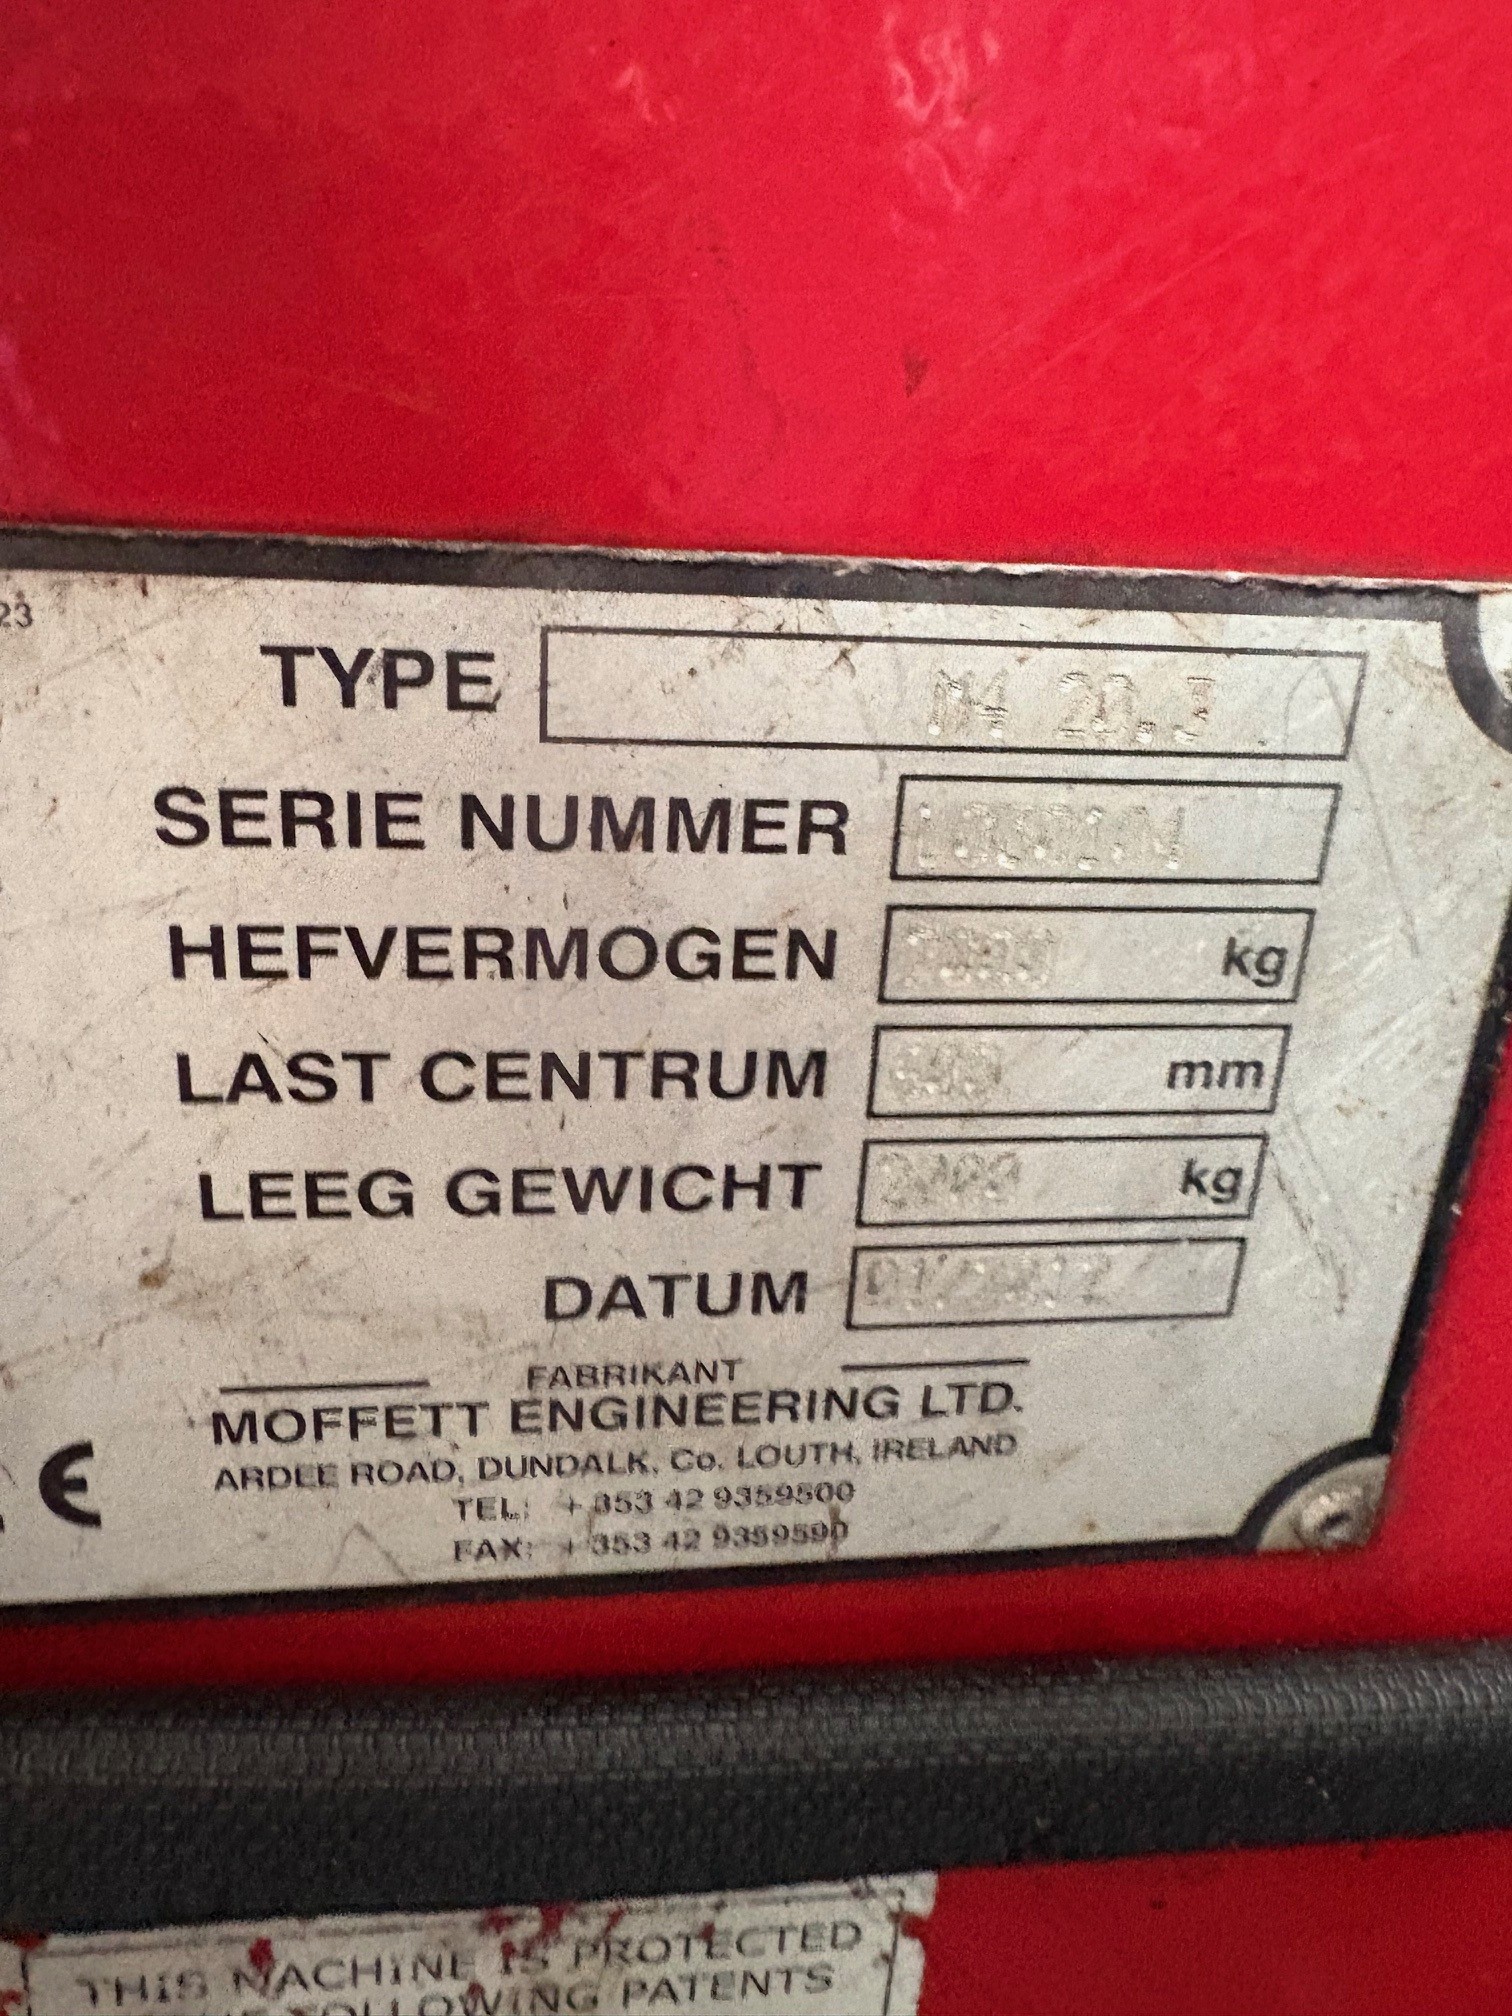 23
TYPE M4 20.3
SERIE NUMMER
HEFVERMOGEN kg
LAST CENTRUM mm
LEEG GEWICHT kg
DATUM
FABRIKANT
MOFFETT ENGINEERING LTD.
ARDEE ROAD, DUNDALK, Co. LOUTH, IRELAND
TEL: +353 42 9359500
FAX: +353 42 9359590
CE
THIS MACHINE IS PROTECTED
FOLLOWING PATENTS